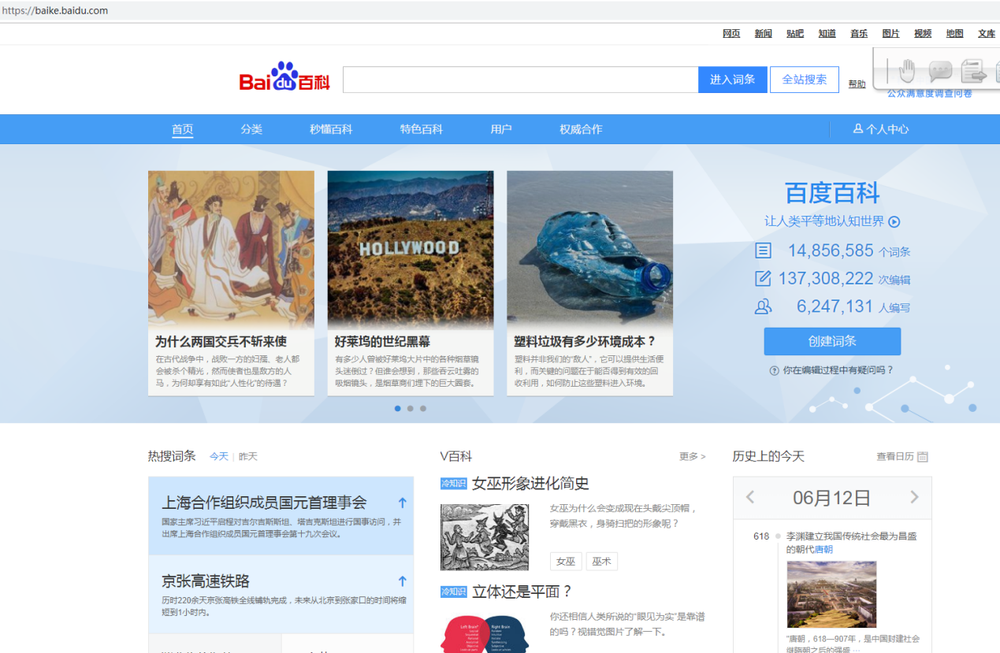 https://baike.baidu.com
网页 新闻 贴吧 知道 音乐 图片 视频 地图 文库
Bai du 百科
进入词条 全站搜索 帮助
公众满意度调查问卷
首页 分类 秒懂百科 特色百科 用户 权威合作 个人中心
HOLLYWOOD
为什么两国交兵不斩来使
在古代战争中，战败一方的妇孺、老人都
会被杀个精光，然而使者也是敌方的人
马，为何却享有如此“人性化”的待遇？
好莱坞的世纪黑幕
有多少人曾被好莱坞大片中的各种烟草镜
头迷倒过？但谁会想到，那些吞云吐雾的
吸烟镜头，是烟草商们埋下的巨大圈套。
塑料垃圾有多少环境成本？
塑料并非我们的“敌人”，它可以提供生活便
利，而关键的问题在于能否得到有效的回
收利用，如何防止这些塑料进入环境。
百度百科
让人类平等地认知世界
14,856,585 个词条
137,308,222 次编辑
6,247,131 人编写
创建词条
你在编辑过程中有疑问吗？
热搜词条 今天 | 昨天
上海合作组织成员国元首理事会
国家主席习近平启程对吉尔吉斯斯坦、塔吉克斯坦进行国事访问，并
出席上海合作组织成员国元首理事会第十九次会议。
京张高速铁路
历时220余天京张高铁全线铺轨完成，未来从北京到张家口的时间将缩
短到1小时内。
V百科 更多 >
冷知识 女巫形象进化简史
女巫为什么会变成现在头戴尖顶帽，
穿戴黑衣，身骑扫把的形象呢？
女巫 巫术
冷知识 立体还是平面？
你还相信人类所说的“眼见为实”是靠谱
的吗？视错觉图片了解一下。
Left Brain
Right Brain
历史上的今天 查看日历
06月12日
618 李渊建立我国传统社会最为昌盛
的朝代唐朝
“唐朝，618—907年，是中国封建社会
继隋朝之后的强盛 ···